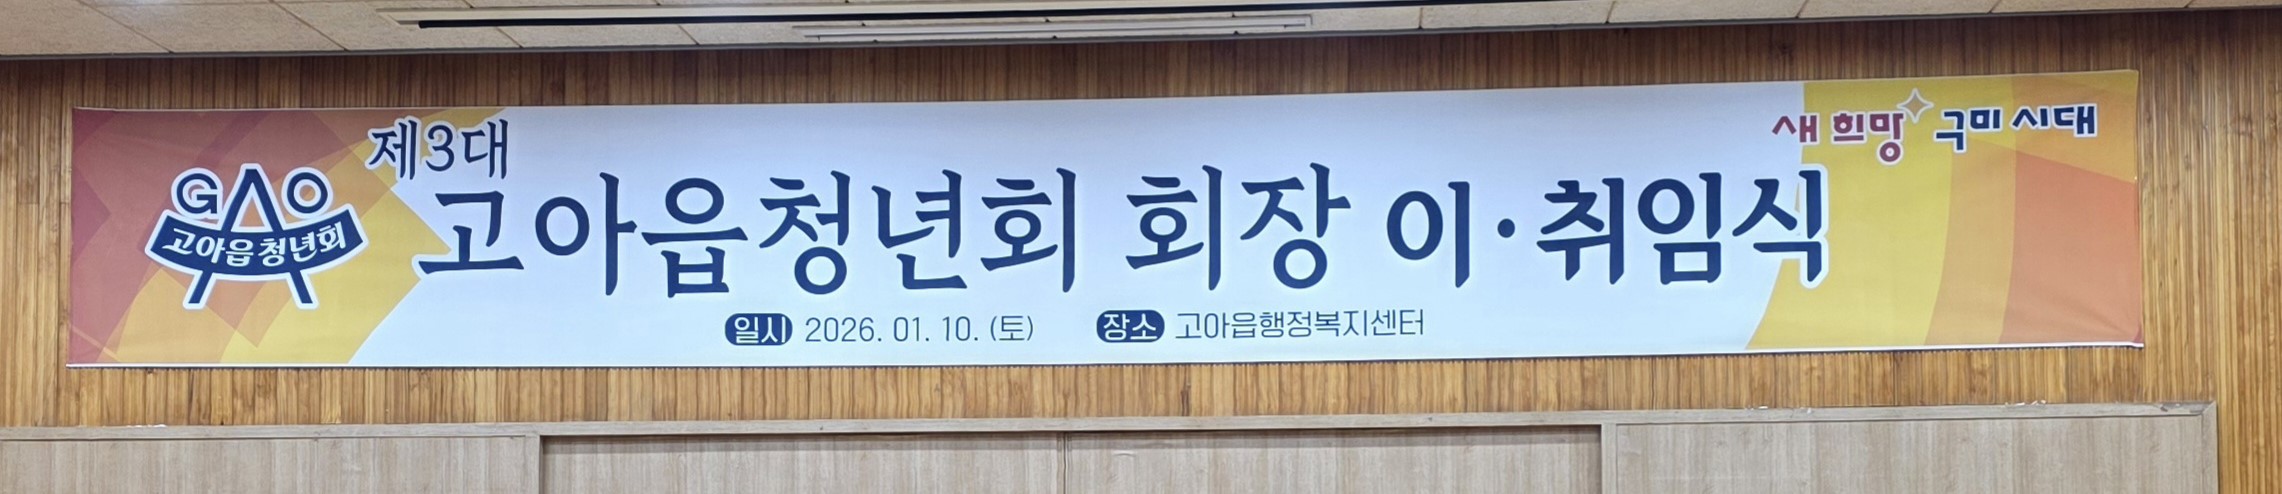 제3대
새 희망 구미 시대
GAO
고아읍청년회
고아읍청년회 회장 이·취임식
일시 2026. 01. 10. (토) 장소 고아읍행정복지센터